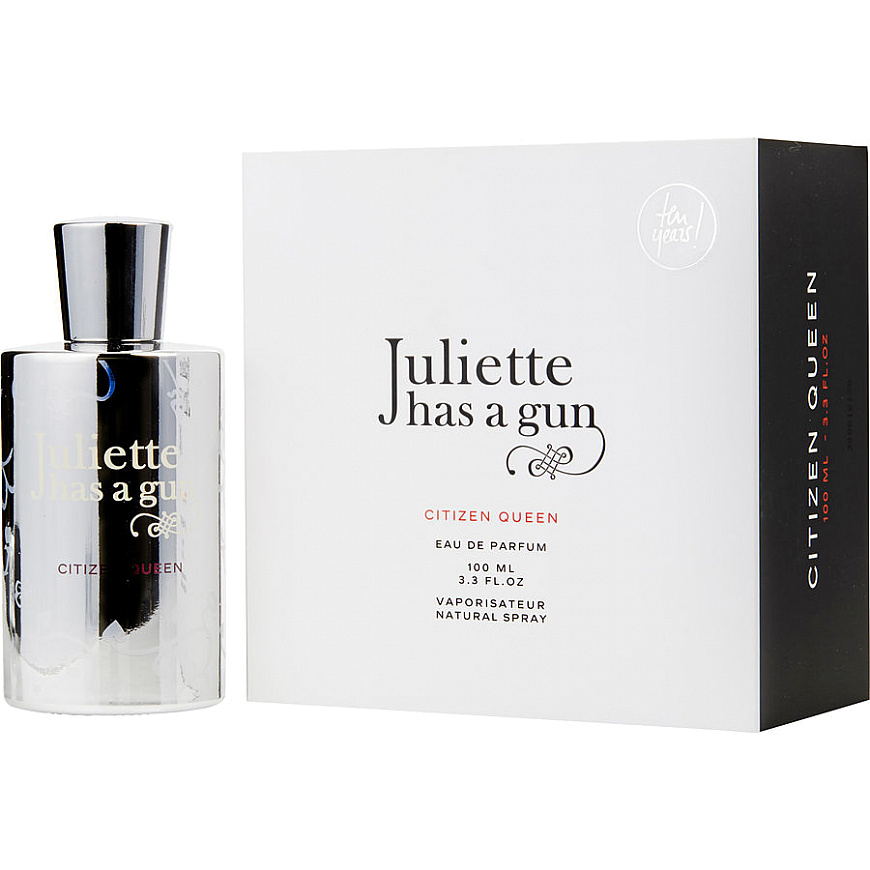 Juliette
has a gun
CITIZEN QUEEN
ten
years!
Juliette
has a gun
CITIZEN QUEEN
EAU DE PARFUM
100 ML
3.3 FL.OZ
VAPORISATEUR
NATURAL SPRAY
CITIZEN QUEEN
100 ML - 3.3 FL.OZ